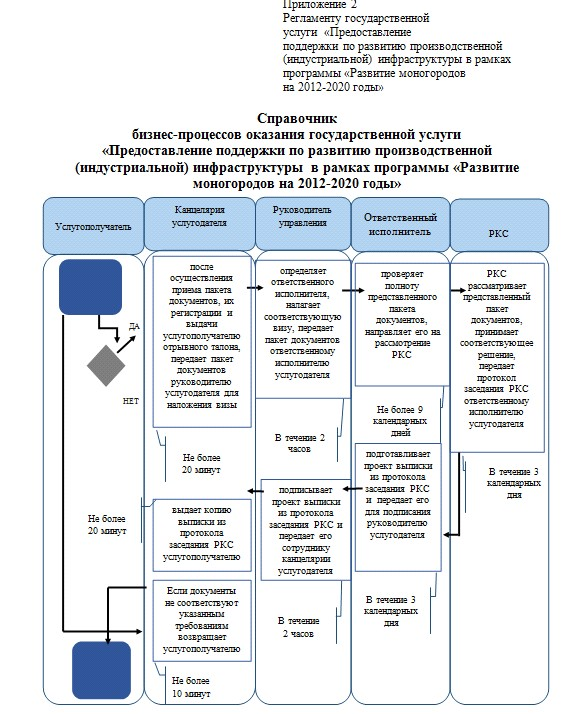 Приложение 2
Регламенту государственной
услуги «Предоставление
поддержки по развитию производственной
(индустриальной) инфраструктуры в рамках
программы «Развитие моногородов
на 2012-2020 годы»
Справочник
бизнес-процессов оказания государственной услуги
«Предоставление поддержки по развитию производственной
(индустриальной) инфраструктуры в рамках программы «Развитие
моногородов на 2012-2020 годы»
Услугополучатель
Канцелярия
услугодателя
Руководитель
управления
Ответственный
исполнитель
РКС
ДА
НЕТ
после
осуществления
приема пакета
документов, их
регистрации и
выдачи
услугополучателю
отрывного талона,
передает пакет
документов
руководителю
услугодателя для
наложения визы
определяет
ответственного
исполнителя,
налагает
соответствующую
визу, передает
пакет документов
ответственному
исполнителю
услугодателя
проверяет
полноту
представленного
пакета
документов,
направляет его на
рассмотрение
РКС
РКС
рассматривает
представленный
пакет
документов,
принимает
соответствующее
решение,
передает
протокол
заседания РКС
ответственному
исполнителю
услугодателя
Не более
20 минут
В течение 2
часов
Не более 9
календарных
дней
В течение 3
календарных
дня
подготавливает
проект выписки
из протокола
заседания РКС
и передает его
для подписания
руководителю
услугодателя
подписывает
проект выписки
из протокола
заседания РКС и
передает его
сотруднику
канцелярии
услугодателя
выдает копию
выписки из
протокола
заседания РКС
услугополучателю
Не более
20 минут
Если документы
не соответствуют
указанным
требованиям
возвращает
услугополучателю
В течение
2 часов
В течение 3
календарных
дня
Не более
10 минут